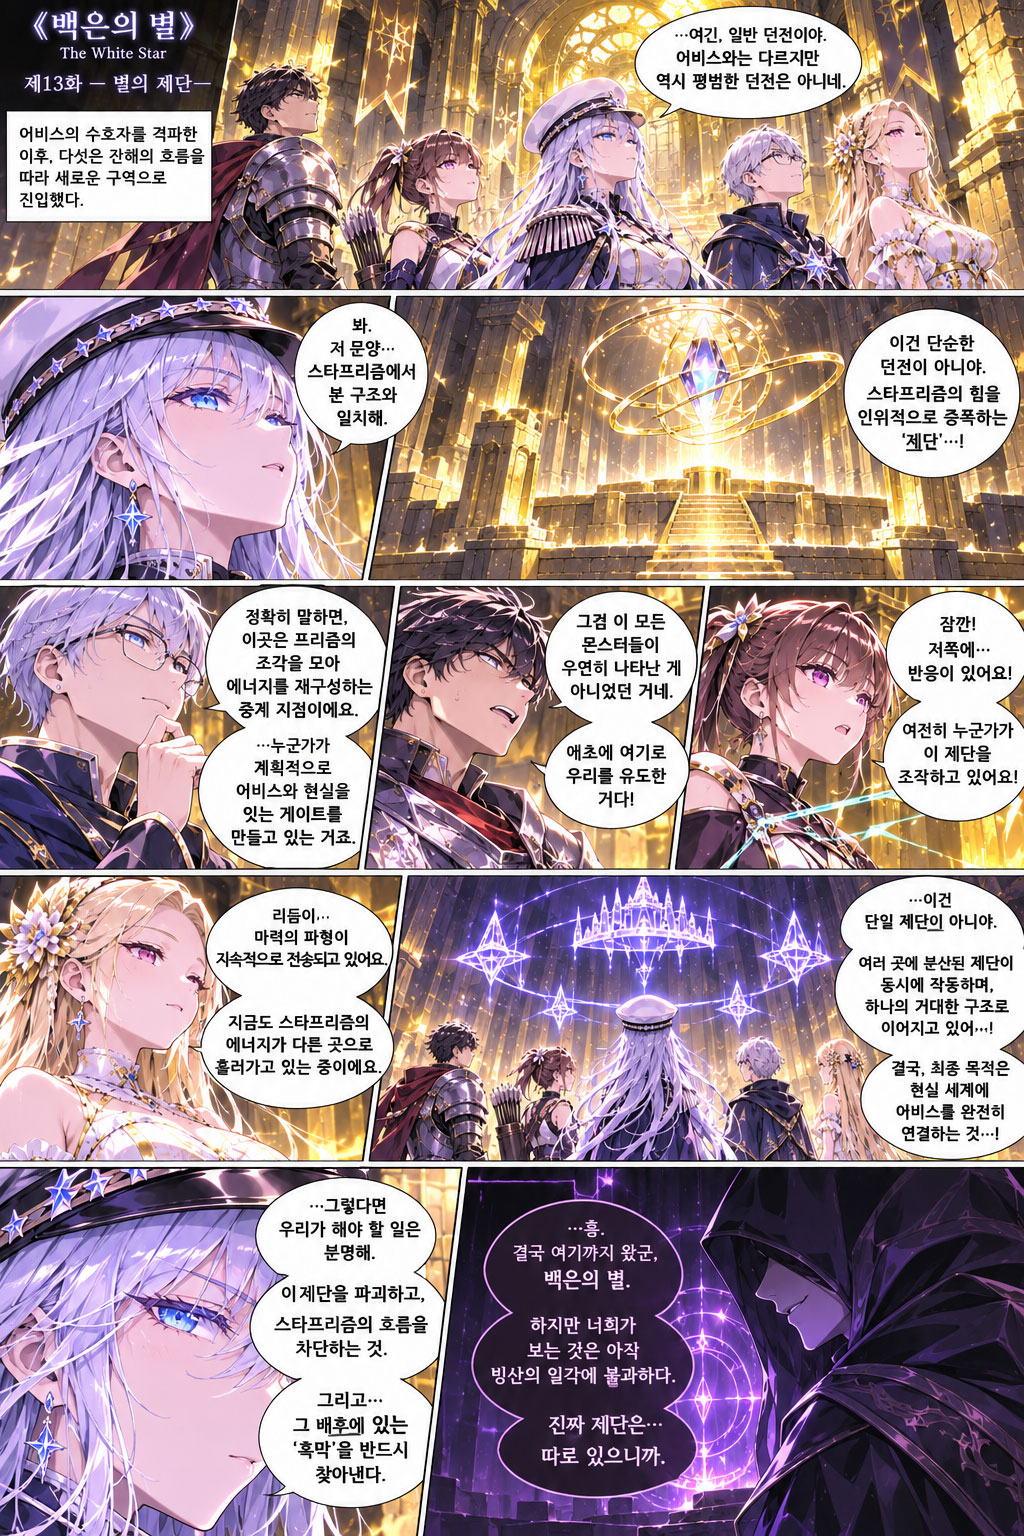 《백은의 별》
The White Star
제13화 — 별의 제단—
어비스의 수호자를 격파한
이후, 다섯은 잔해의 흐름을
따라 새로운 구역으로
진입했다.
…여긴, 일반 던전이야.
어비스와는 다르지만
역시 평범한 던전은 아니네.
봐.
저 문양…
스타프리즘에서
본 구조와
일치해.
이건 단순한
던전이 아니야.
스타프리즘의 힘을
인위적으로 증폭하는
‘제단’…!
정확히 말하면,
이곳은 프리즘의
조각을 모아
에너지를 재구성하는
중계 지점이에요.
…누군가가
계획적으로
어비스와 현실을
잇는 게이트를
만들고 있는 거죠.
그검 이 모든
몬스터들이
우연히 나타난 게
아니었던 거네.
애초에 여기로
우리를 유도한
거다!
잠깐!
저쪽에…
반응이 있어요!
여전히 누군가가
이 제단을
조작하고 있어요!
리듬이…
마력의 파형이
지속적으로 전송되고 있어요.
지금도 스타프리즘의
에너지가 다른 곳으로
흘러가고 있는 중이에요.
…이건
단일 제단이 아니야.
여러 곳에 분산된 제단이
동시에 작동하며,
하나의 거대한 구조로
이어지고 있어…!
결국, 최종 목적은
현실 세계에
어비스를 완전히
연결하는 것…!
…그렇다면
우리가 해야 할 일은
분명해.
이 제단을 파괴하고,
스타프리즘의 흐름을
차단하는 것.
그리고…
그 배후에 있는
‘흑막’을 반드시
찾아낸다.
…흥.
결국 여기까지 왔군,
백은의 별.
하지만 너희가
보는 것은 아작
빙산의 일각에 불과하다.
진짜 제단은…
따로 있으니까.